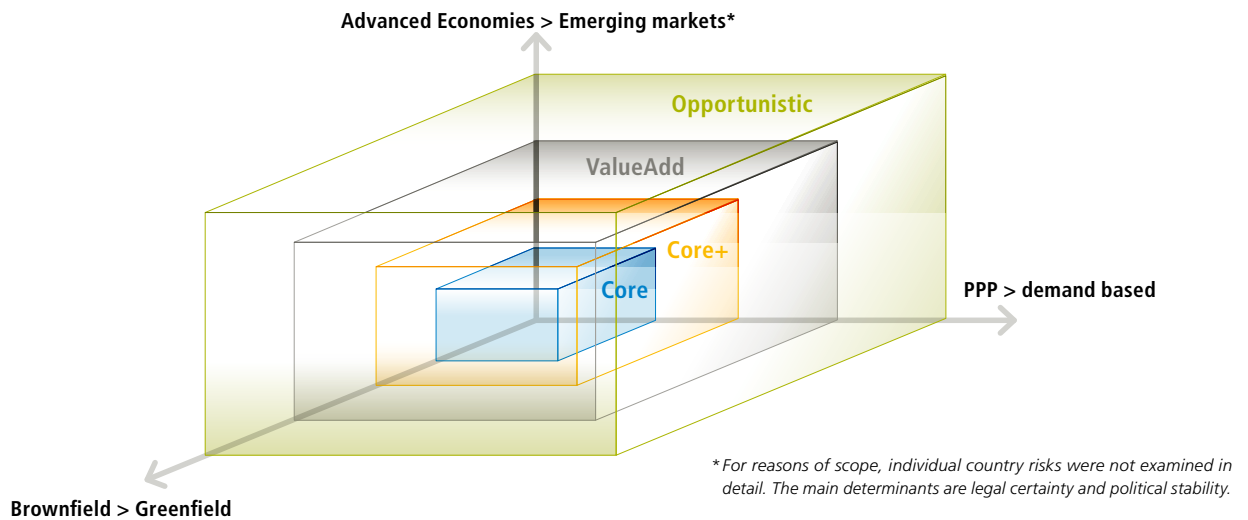 Advanced Economies > Emerging markets*
Opportunistic
ValueAdd
Core+
Core
PPP > demand based
*For reasons of scope, individual country risks were not examined in
detail. The main determinants are legal certainty and political stability.
Brownfield > Greenfield